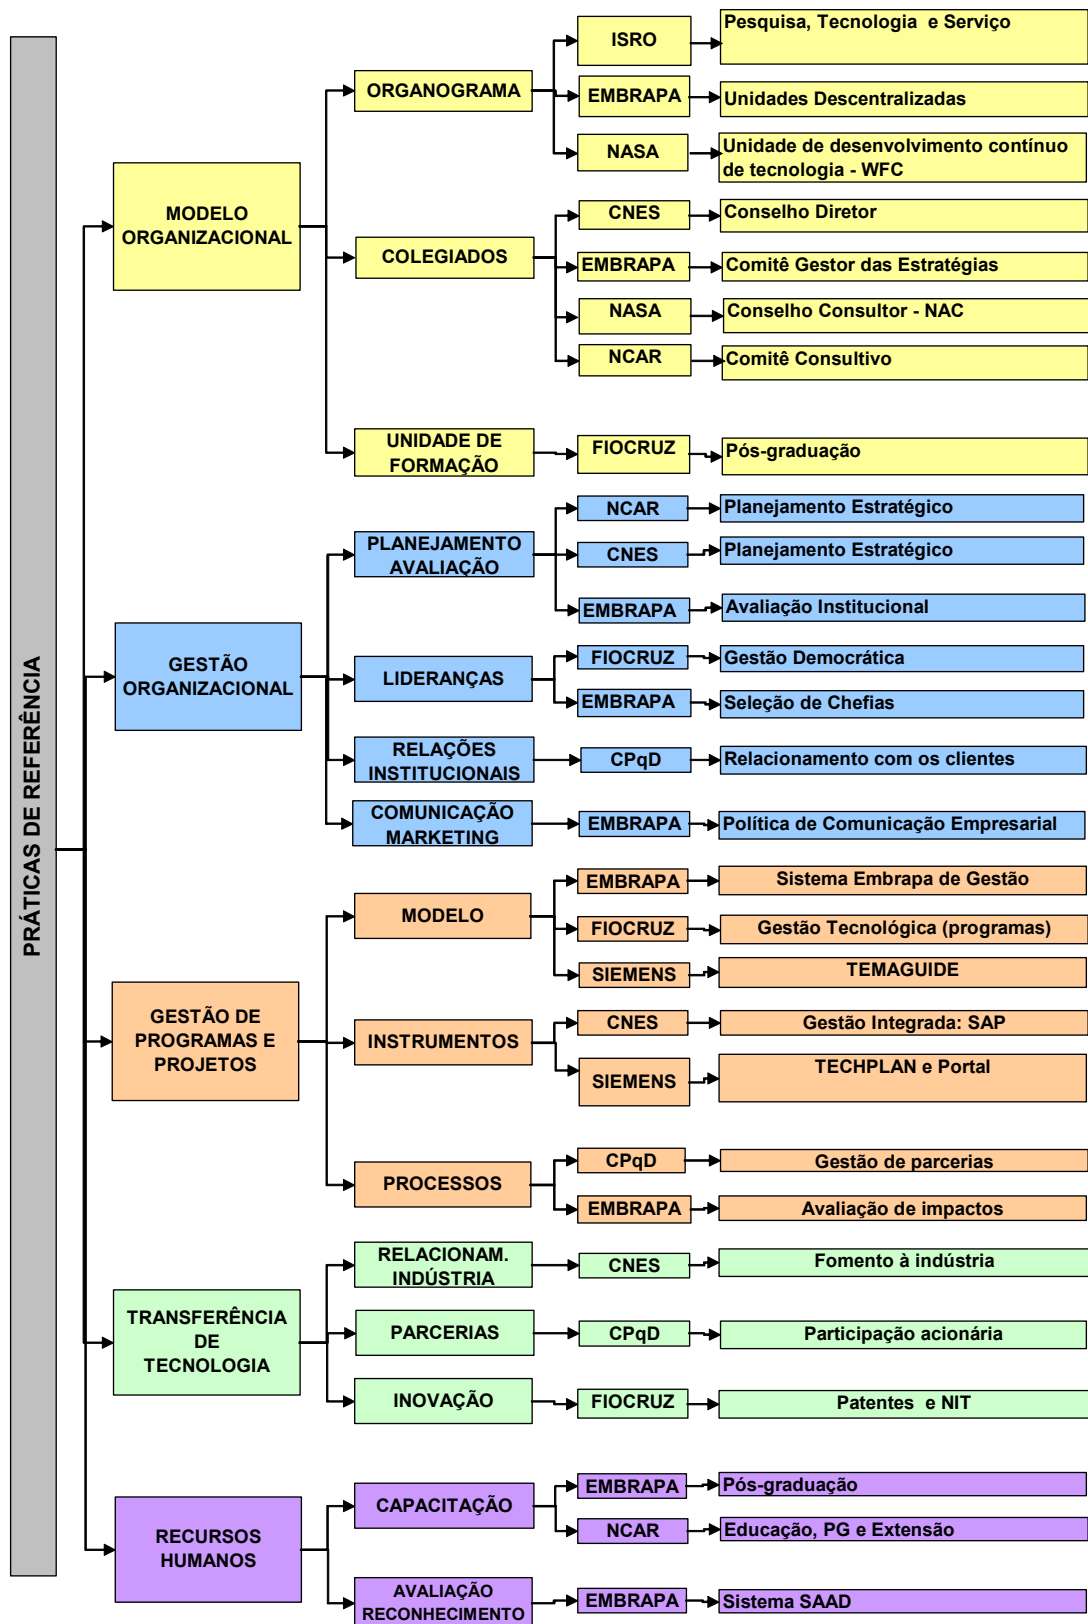 PRÁTICAS DE REFERÊNCIA
MODELO
ORGANIZACIONAL
ORGANOGRAMA
ISRO
Pesquisa, Tecnologia e Serviço
EMBRAPA
Unidades Descentralizadas
NASA
Unidade de desenvolvimento contínuo
de tecnologia - WFC
COLEGIADOS
CNES
Conselho Diretor
EMBRAPA
Comitê Gestor das Estratégias
NASA
Conselho Consultor - NAC
NCAR
Comitê Consultivo
UNIDADE DE
FORMAÇÃO
FIOCRUZ
Pós-graduação
GESTÃO
ORGANIZACIONAL
PLANEJAMENTO
AVALIAÇÃO
NCAR
Planejamento Estratégico
CNES
Planejamento Estratégico
EMBRAPA
Avaliação Institucional
LIDERANÇAS
FIOCRUZ
Gestão Democrática
EMBRAPA
Seleção de Chefias
RELAÇÕES
INSTITUCIONAIS
CPqD
Relacionamento com os clientes
COMUNICAÇÃO
MARKETING
EMBRAPA
Política de Comunicação Empresarial
GESTÃO DE
PROGRAMAS E
PROJETOS
MODELO
EMBRAPA
Sistema Embrapa de Gestão
FIOCRUZ
Gestão Tecnológica (programas)
SIEMENS
TEMAGUIDE
INSTRUMENTOS
CNES
Gestão Integrada: SAP
SIEMENS
TECHPLAN e Portal
PROCESSOS
CPqD
Gestão de parcerias
EMBRAPA
Avaliação de impactos
TRANSFERÊNCIA
DE
TECNOLOGIA
RELACIONAM.
INDÚSTRIA
CNES
Fomento à indústria
PARCERIAS
CPqD
Participação acionária
INOVAÇÃO
FIOCRUZ
Patentes e NIT
RECURSOS
HUMANOS
CAPACITAÇÃO
EMBRAPA
Pós-graduação
NCAR
Educação, PG e Extensão
AVALIAÇÃO
RECONHECIMENTO
EMBRAPA
Sistema SAAD